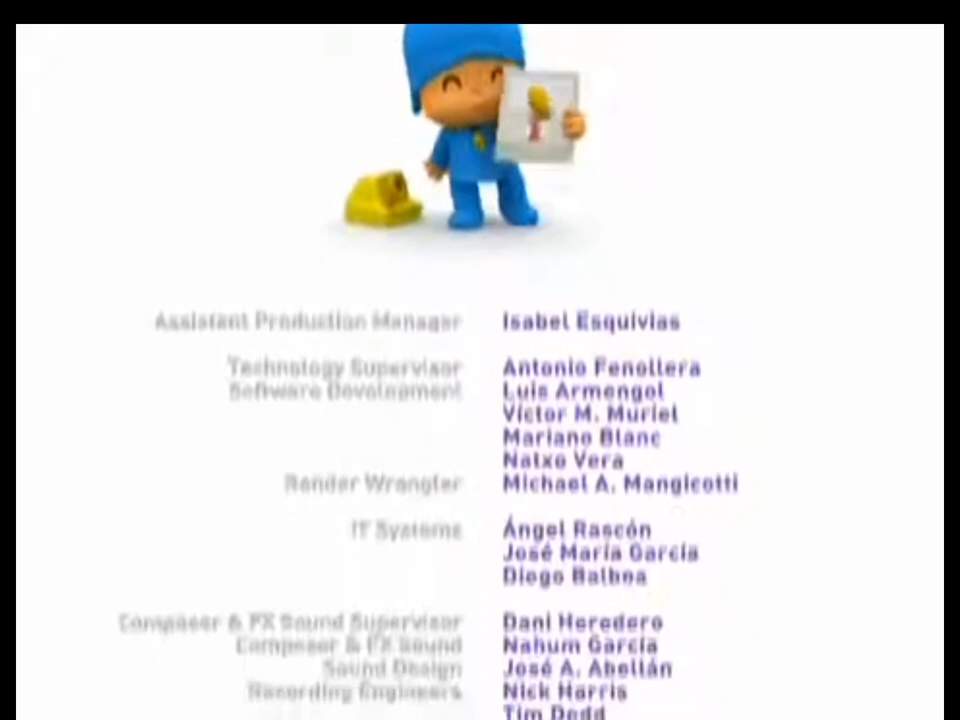 Assistant Production Manager Isabel Esquivias
Technology Supervisor Antonio Fenollera
Software Development Luis Armengol
Víctor M. Muriel
Mariano Blanc
Natxo Vera
Render Wrangler Michael A. Mangicotti
IT Systems Ángel Rascón
José María García
Diego Balboa
Composer & FX Sound Supervisor Dani Heredero
Composer & FX Sound Nahum García
Sound Design José A. Abellán
Recording Engineers Nick Harris
Tim Dodd